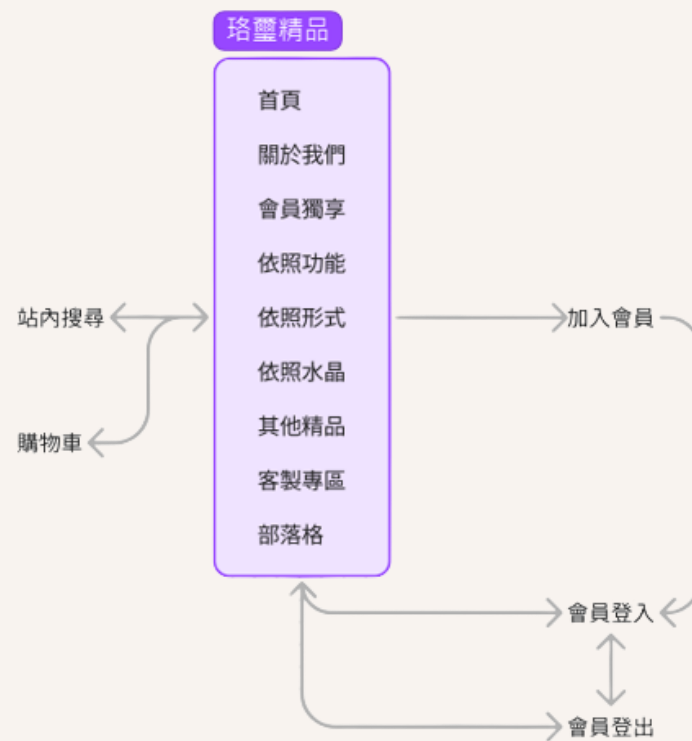 珞璽精品
首頁
關於我們
會員獨享
依照功能
依照形式
依照水晶
其他精品
客製專區
部落格
站內搜尋
購物車
加入會員
會員登入
會員登出